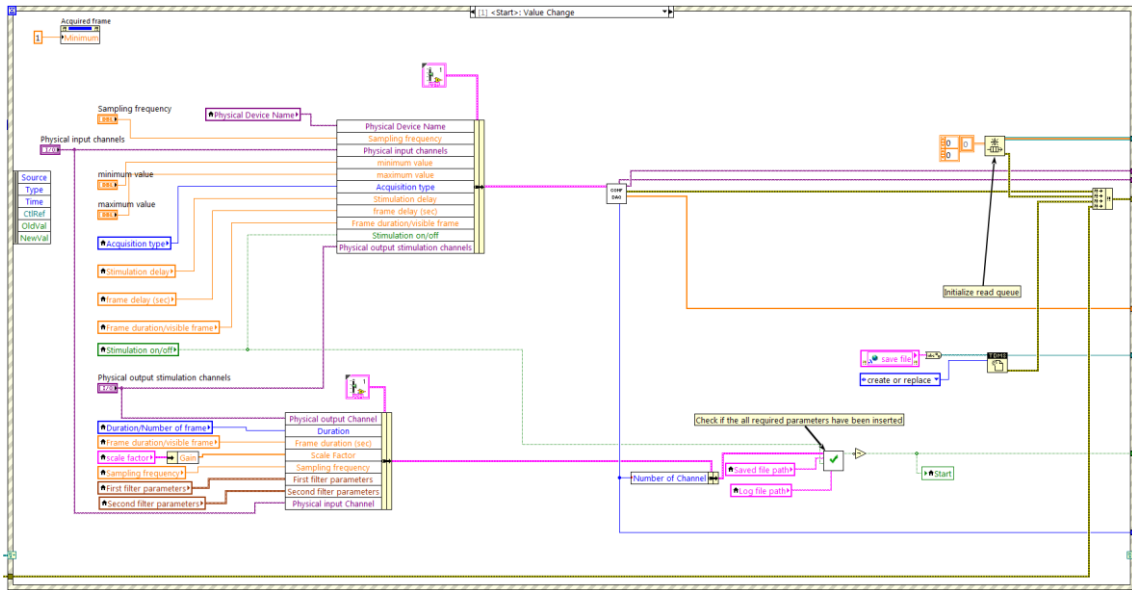 [1] <Start>: Value Change
Acquired frame
1
Minimum
Sampling frequency
DBL
Physical Device Name
Physical input channels
I/O
minimum value
DBL
maximum value
DBL
Source
Type
Time
CtlRef
OldVal
NewVal
Acquisition type
Stimulation delay
frame delay (sec)
Frame duration/visible frame
Stimulation on/off
Physical Device Name
Sampling frequency
Physical input channels
minimum value
maximum value
Acquisition type
Stimulation delay
frame delay (sec)
Frame duration/visible frame
Stimulation on/off
Physical output stimulation channels
CONF
DAQ
0
0
0
Initialize read queue
save file
create or replace
TDMS
Physical output stimulation channels
I/O
Duration/Number of frame
Frame duration/visible frame
scale factor
Gain
Sampling frequency
First filter parameters
Second filter parameters
Physical output Channel
Duration
Frame duration (sec)
Scale Factor
Sampling frequency
First filter parameters
Second filter parameters
Physical input Channel
Check if the all required parameters have been inserted
Number of Channel
Saved file path
Log file path
Start